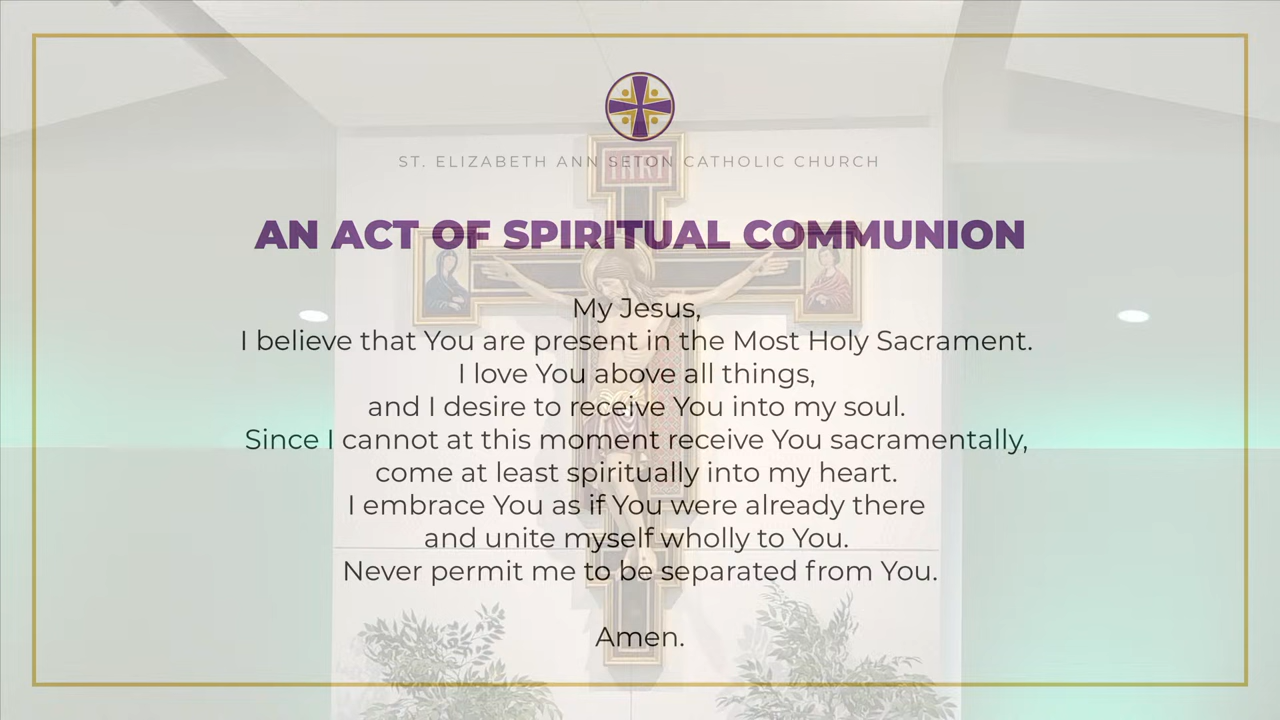 ST. ELIZABETH ANN SETON CATHOLIC CHURCH
AN ACT OF SPIRITUAL COMMUNION
My Jesus,
I believe that You are present in the Most Holy Sacrament.
I love You above all things,
and I desire to receive You into my soul.
Since I cannot at this moment receive You sacramentally,
come at least spiritually into my heart.
I embrace You as if You were already there
and unite myself wholly to You.
Never permit me to be separated from You.
Amen.